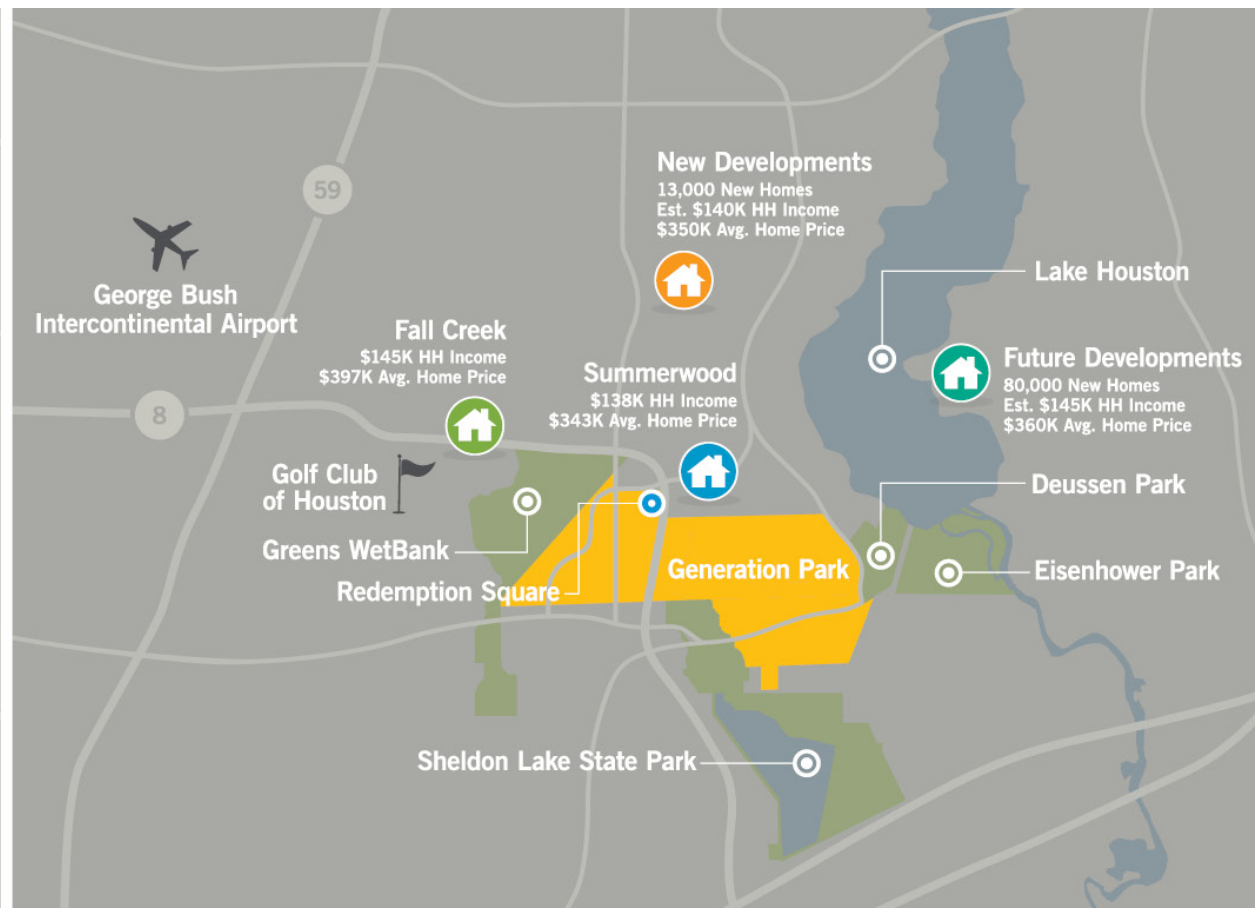 New Developments
13,000 New Homes
Est. $140K HH Income
$350K Avg. Home Price
59
George Bush
Intercontinental Airport
Lake Houston
Fall Creek
$145K HH Income
$397K Avg. Home Price
Summerwood
$138K HH Income
$343K Avg. Home Price
Future Developments
80,000 New Homes
Est. $145K HH Income
$360K Avg. Home Price
8
Golf Club
of Houston
Deussen Park
Greens WetBank
Redemption Square
Generation Park
Eisenhower Park
Sheldon Lake State Park